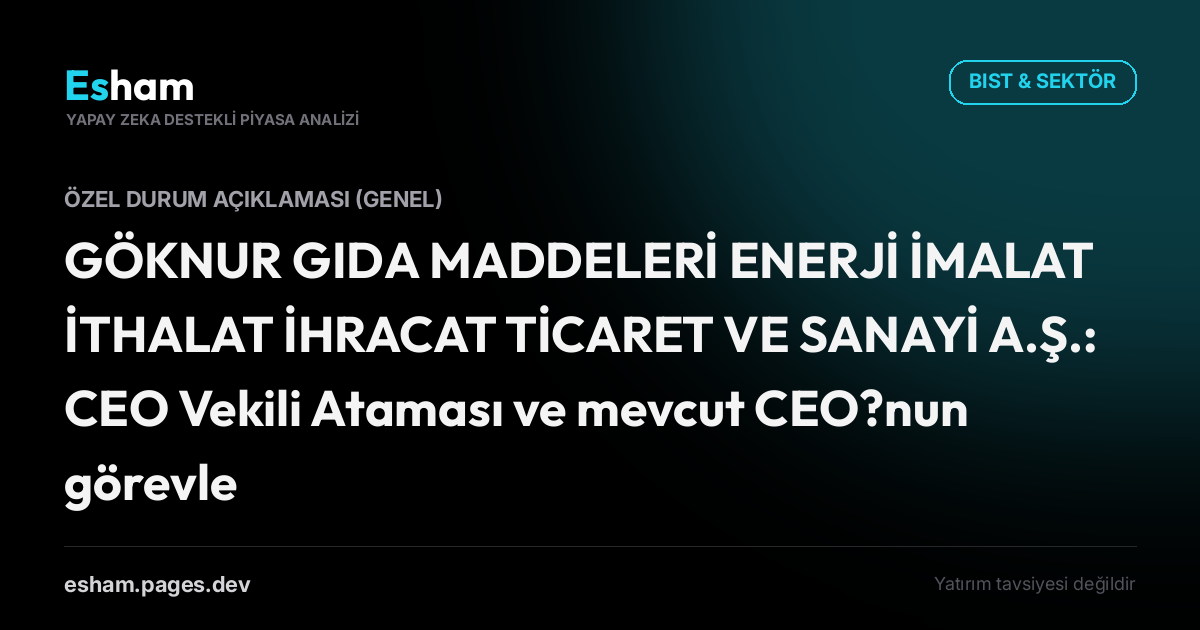 Esham
YAPAY ZEKA DESTEKLİ PİYASA ANALİZİ
BIST & SEKTÖR
ÖZEL DURUM AÇIKLAMASI (GENEL)
GÖKNUR GIDA MADDELERİ ENERJİ İMALAT
İTHALAT İHRACAT TİCARET VE SANAYİ A.Ş.:
CEO Vekili Ataması ve mevcut CEO?nun
görevle
esham.pages.dev
Yatırım tavsiyesi değildir